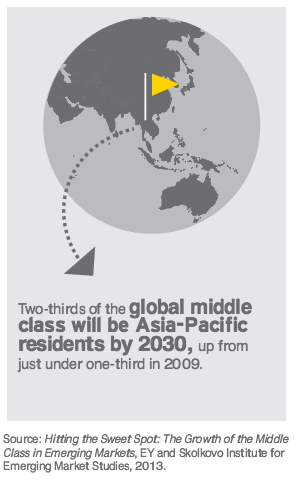 Two-thirds of the global middle
class will be Asia-Pacific
residents by 2030, up from
just under one-third in 2009.
Source: Hitting the Sweet Spot: The Growth of the Middle
Class in Emerging Markets, EY and Skolkovo Institute for
Emerging Market Studies, 2013.